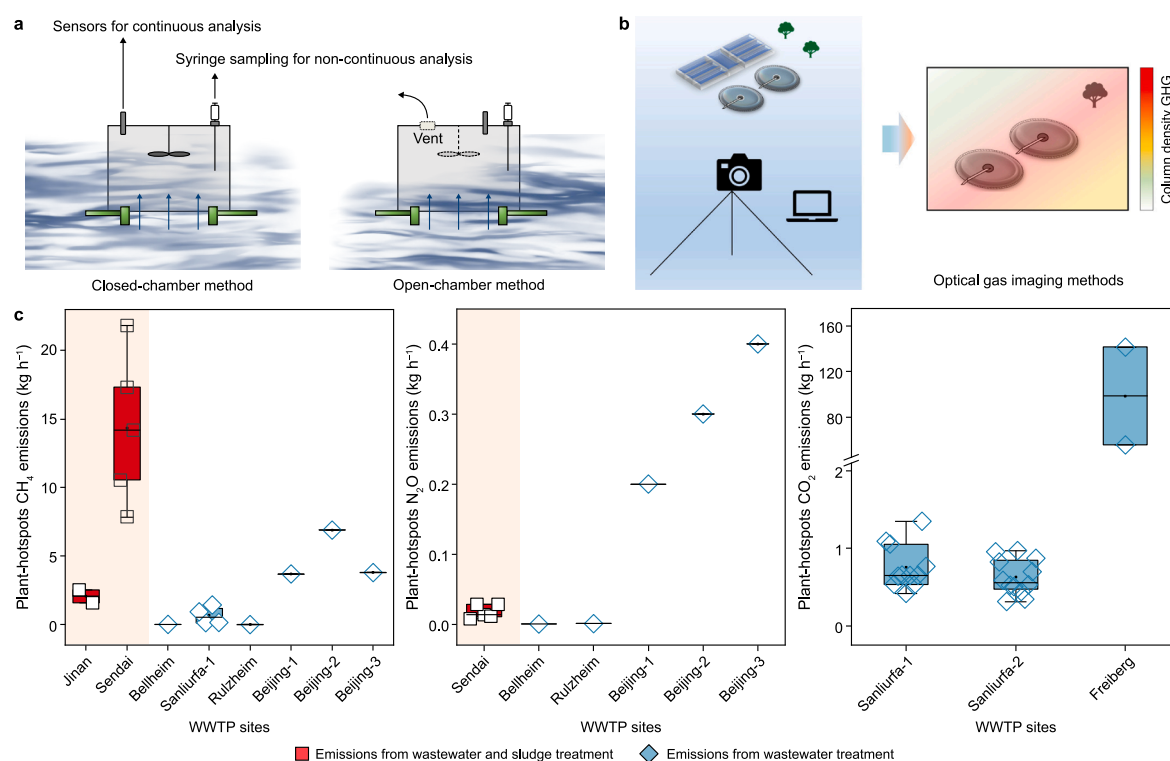 a
Sensors for continuous analysis
Syringe sampling for non-continuous analysis
Vent
Closed-chamber method
Open-chamber method
b
Column density GHG
Optical gas imaging methods
c
Plant-hotspots CH₄ emissions (kg h⁻¹)
20
15
10
5
0
Jinan
Sendai
Bellheim
Sanliurfa-1
Rulzheim
Beijing-1
Beijing-2
Beijing-3
WWTP sites
Plant-hotspots N₂O emissions (kg h⁻¹)
0.4
0.3
0.2
0.1
0.0
Sendai
Bellheim
Rulzheim
Beijing-1
Beijing-2
Beijing-3
WWTP sites
Plant-hotspots CO₂ emissions (kg h⁻¹)
160
120
80
2
1
0
Sanliurfa-1
Sanliurfa-2
Freiberg
WWTP sites
Emissions from wastewater and sludge treatment
Emissions from wastewater treatment